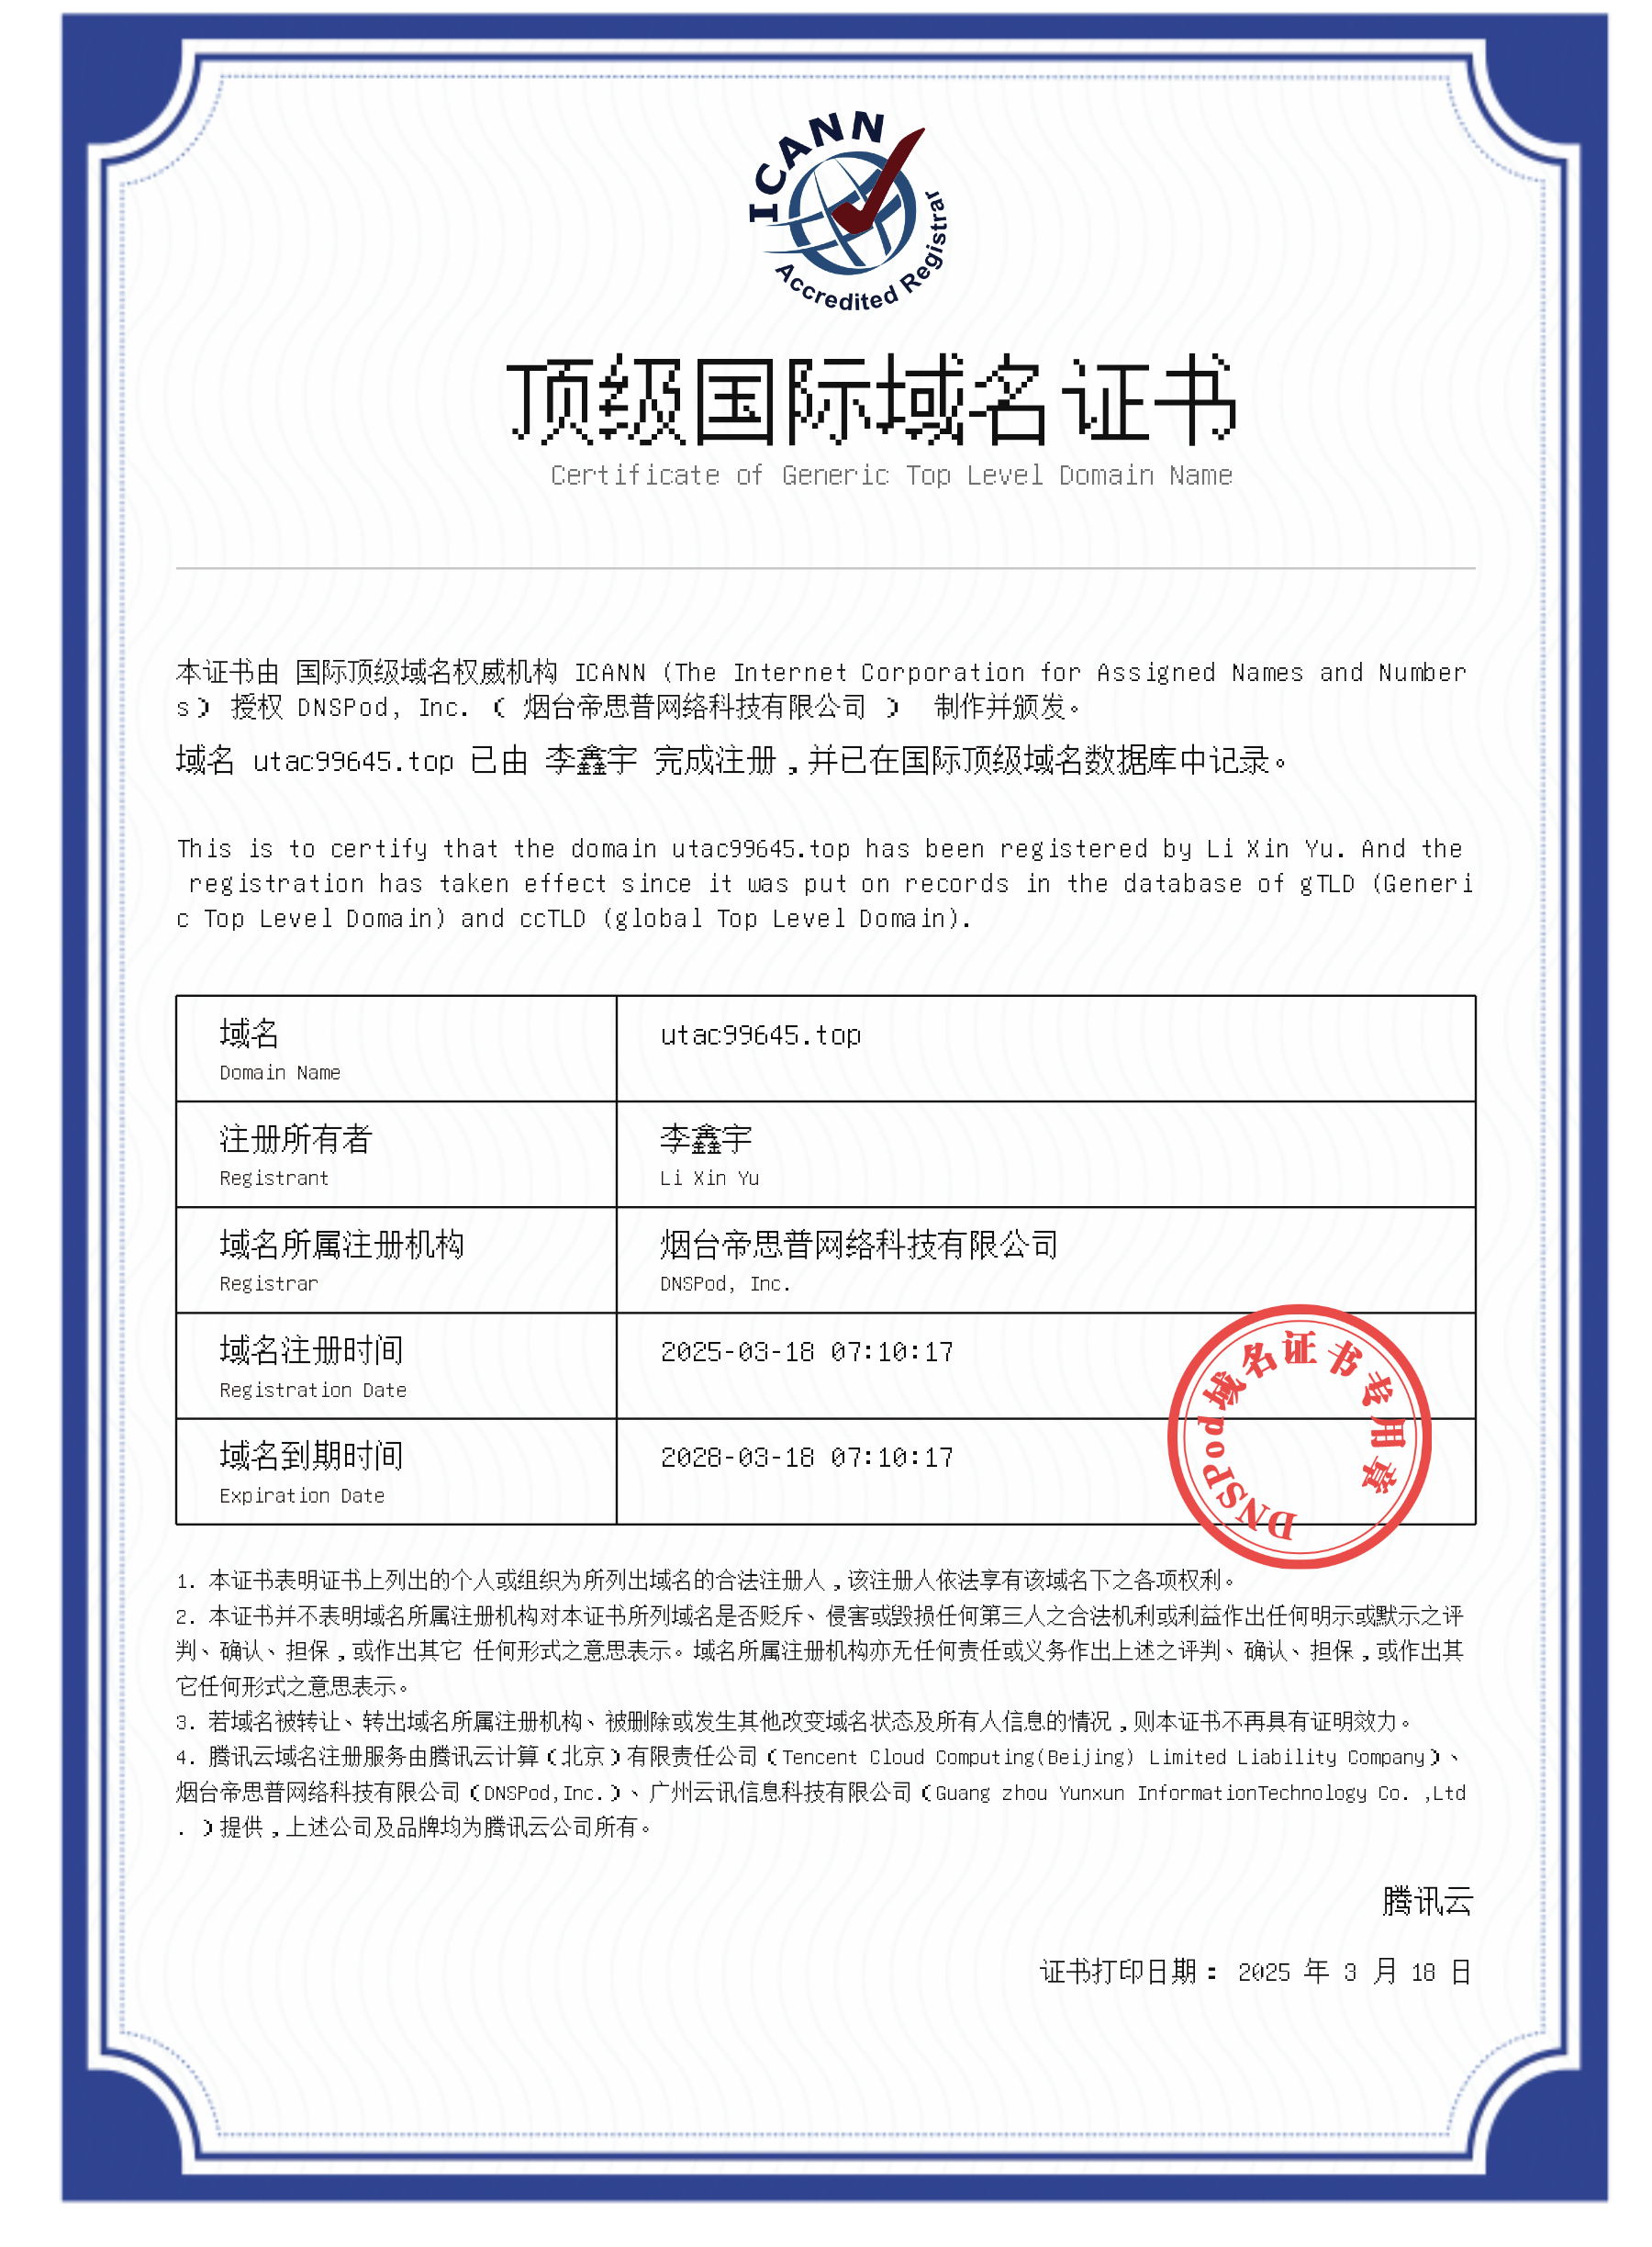 ICANN
Accredited Registrar
顶级国际域名证书
Certificate of Generic Top Level Domain Name
本证书由 国际顶级域名权威机构 ICANN (The Internet Corporation for Assigned Names and Number
s） 授权 DNSPod, Inc. （ 烟台帝思普网络科技有限公司 ） 制作并颁发。
域名 utac99645.top 已由 李鑫宇 完成注册，并已在国际顶级域名数据库中记录。
This is to certify that the domain utac99645.top has been registered by Li Xin Yu. And the
registration has taken effect since it was put on records in the database of gTLD (Generi
c Top Level Domain) and ccTLD (global Top Level Domain).
域名
utac99645.top
Domain Name
注册所有者
李鑫宇
Registrant
Li Xin Yu
域名所属注册机构
烟台帝思普网络科技有限公司
Registrar
DNSPod, Inc.
域名注册时间
2025-03-18 07:10:17
Registration Date
域名到期时间
2028-03-18 07:10:17
Expiration Date
DNSPod域名证书专用章
1. 本证书表明证书上列出的个人或组织为所列出域名的合法注册人，该注册人依法享有该域名下之各项权利。
2. 本证书并不表明域名所属注册机构对本证书所列域名是否贬斥、侵害或毁损任何第三人之合法机利或利益作出任何明示或默示之评
判、确认、担保，或作出其它 任何形式之意思表示。域名所属注册机构亦无任何责任或义务作出上述之评判、确认、担保，或作出其
它任何形式之意思表示。
3. 若域名被转让、转出域名所属注册机构、被删除或发生其他改变域名状态及所有人信息的情况，则本证书不再具有证明效力。
4. 腾讯云域名注册服务由腾讯云计算（北京）有限责任公司（Tencent Cloud Computing(Beijing) Limited Liability Company）、
烟台帝思普网络科技有限公司（DNSPod,Inc.）、广州云讯信息科技有限公司（Guang zhou Yunxun InformationTechnology Co. ,Ltd
. ）提供，上述公司及品牌均为腾讯云公司所有。
腾讯云
证书打印日期： 2025 年 3 月 18 日